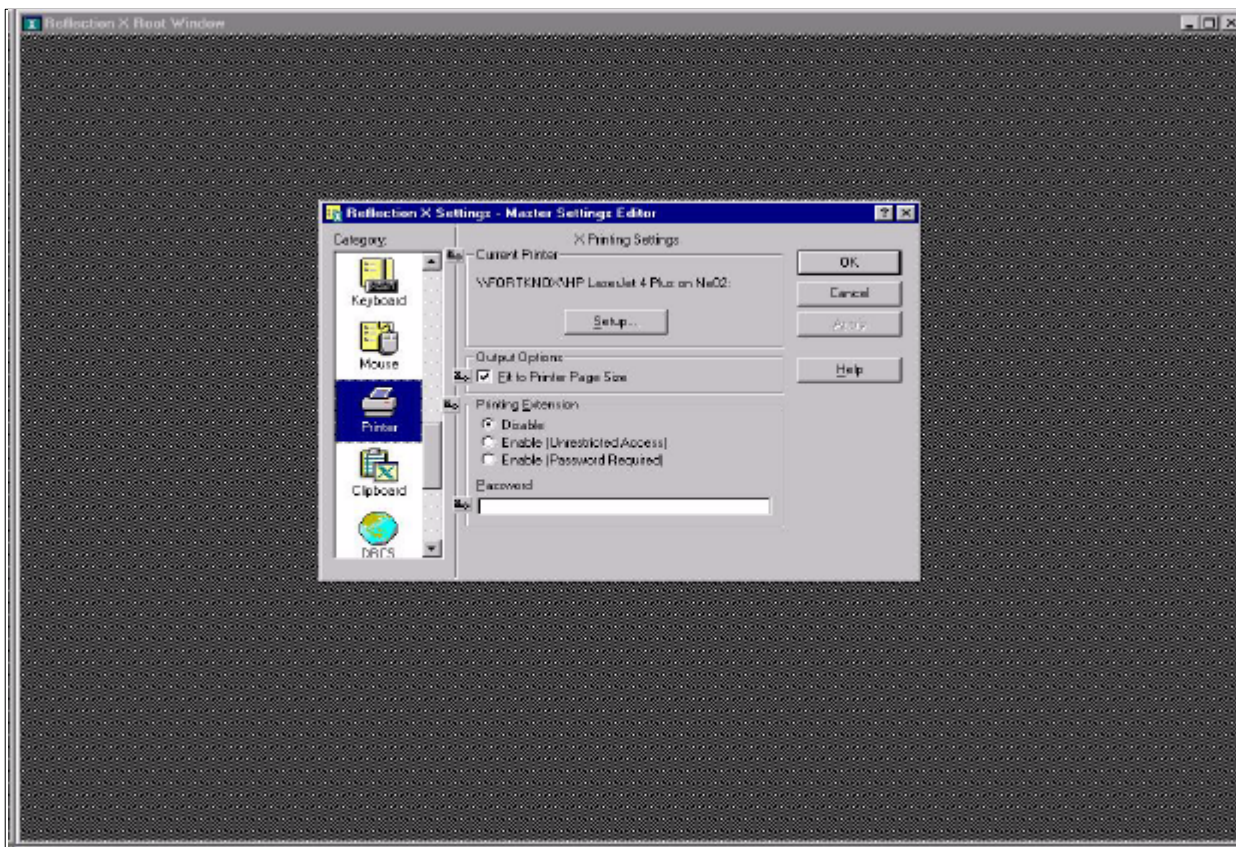 Reflection X Root Window
Reflection X Settings - Master Settings Editor
Category:
Keyboard
Mouse
Printer
Clipboard
DBCS
X Printing Settings
Current Printer
\\FORTKNOX\HP LaserJet 4 Plus on Ne02:
Setup...
Output Options
Fit to Printer Page Size
Printing Extension
Disable
Enable (Unrestricted Access)
Enable (Password Required)
Password
OK
Cancel
Apply
Help